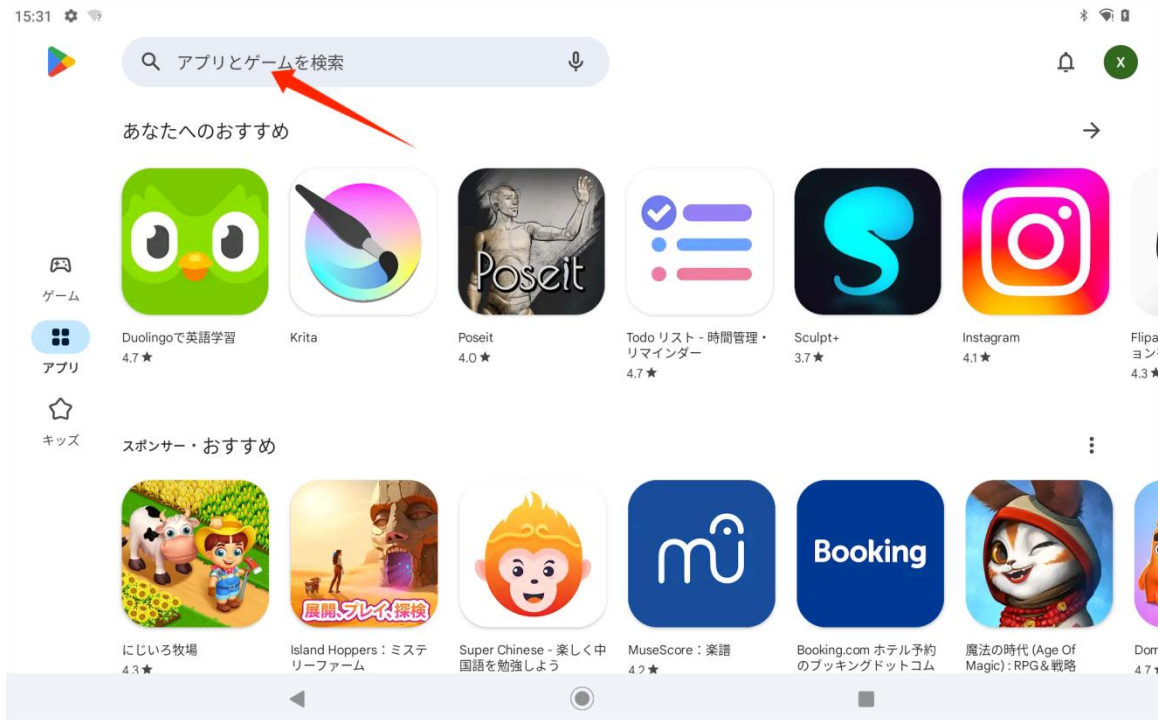 15:31
アプリとゲームを検索
X
あなたへのおすすめ
Poseit
Duolingoで英語学習
4.7★
Krita
Poseit
4.0★
Todo リスト - 時間管理・
リマインダー
4.7★
Sculpt+
3.7★
Instagram
4.1★
Flipa
ョン
4.3★
ゲーム
アプリ
キッズ
スポンサー・おすすめ
展開、プレイ、探検
Booking
にじいろ牧場
4.3★
Island Hoppers：ミステ
リーファーム
Super Chinese - 楽しく中
国語を勉強しよう
MuseScore：楽譜
4.2★
Booking.com ホテル予約
のブッキングドットコム
魔法の時代 (Age Of
Magic) : RPG＆戦略
Dom
4.7